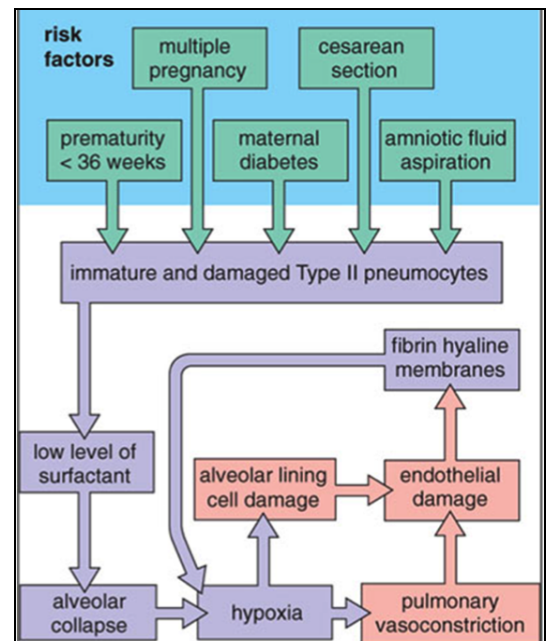 risk
factors
multiple
pregnancy
cesarean
section
prematurity
< 36 weeks
maternal
diabetes
amniotic fluid
aspiration
immature and damaged Type II pneumocytes
fibrin hyaline
membranes
low level of
surfactant
alveolar lining
cell damage
endothelial
damage
alveolar
collapse
hypoxia
pulmonary
vasoconstriction